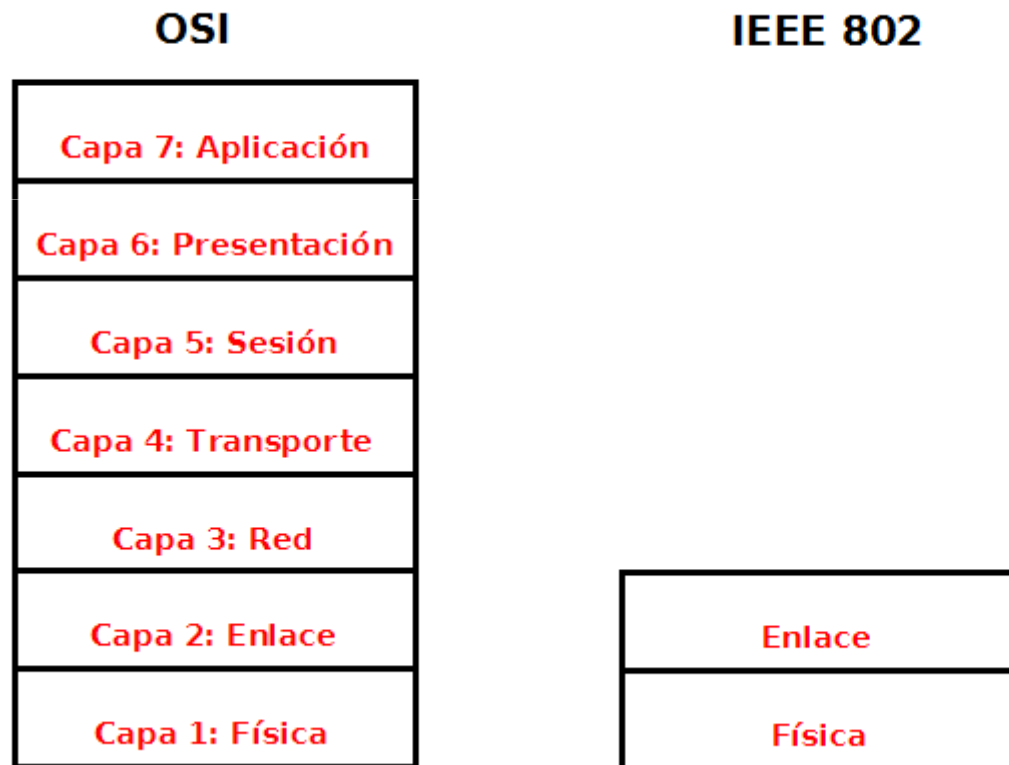 OSI
IEEE 802
Capa 7: Aplicación
Capa 6: Presentación
Capa 5: Sesión
Capa 4: Transporte
Capa 3: Red
Capa 2: Enlace
Enlace
Capa 1: Física
Física